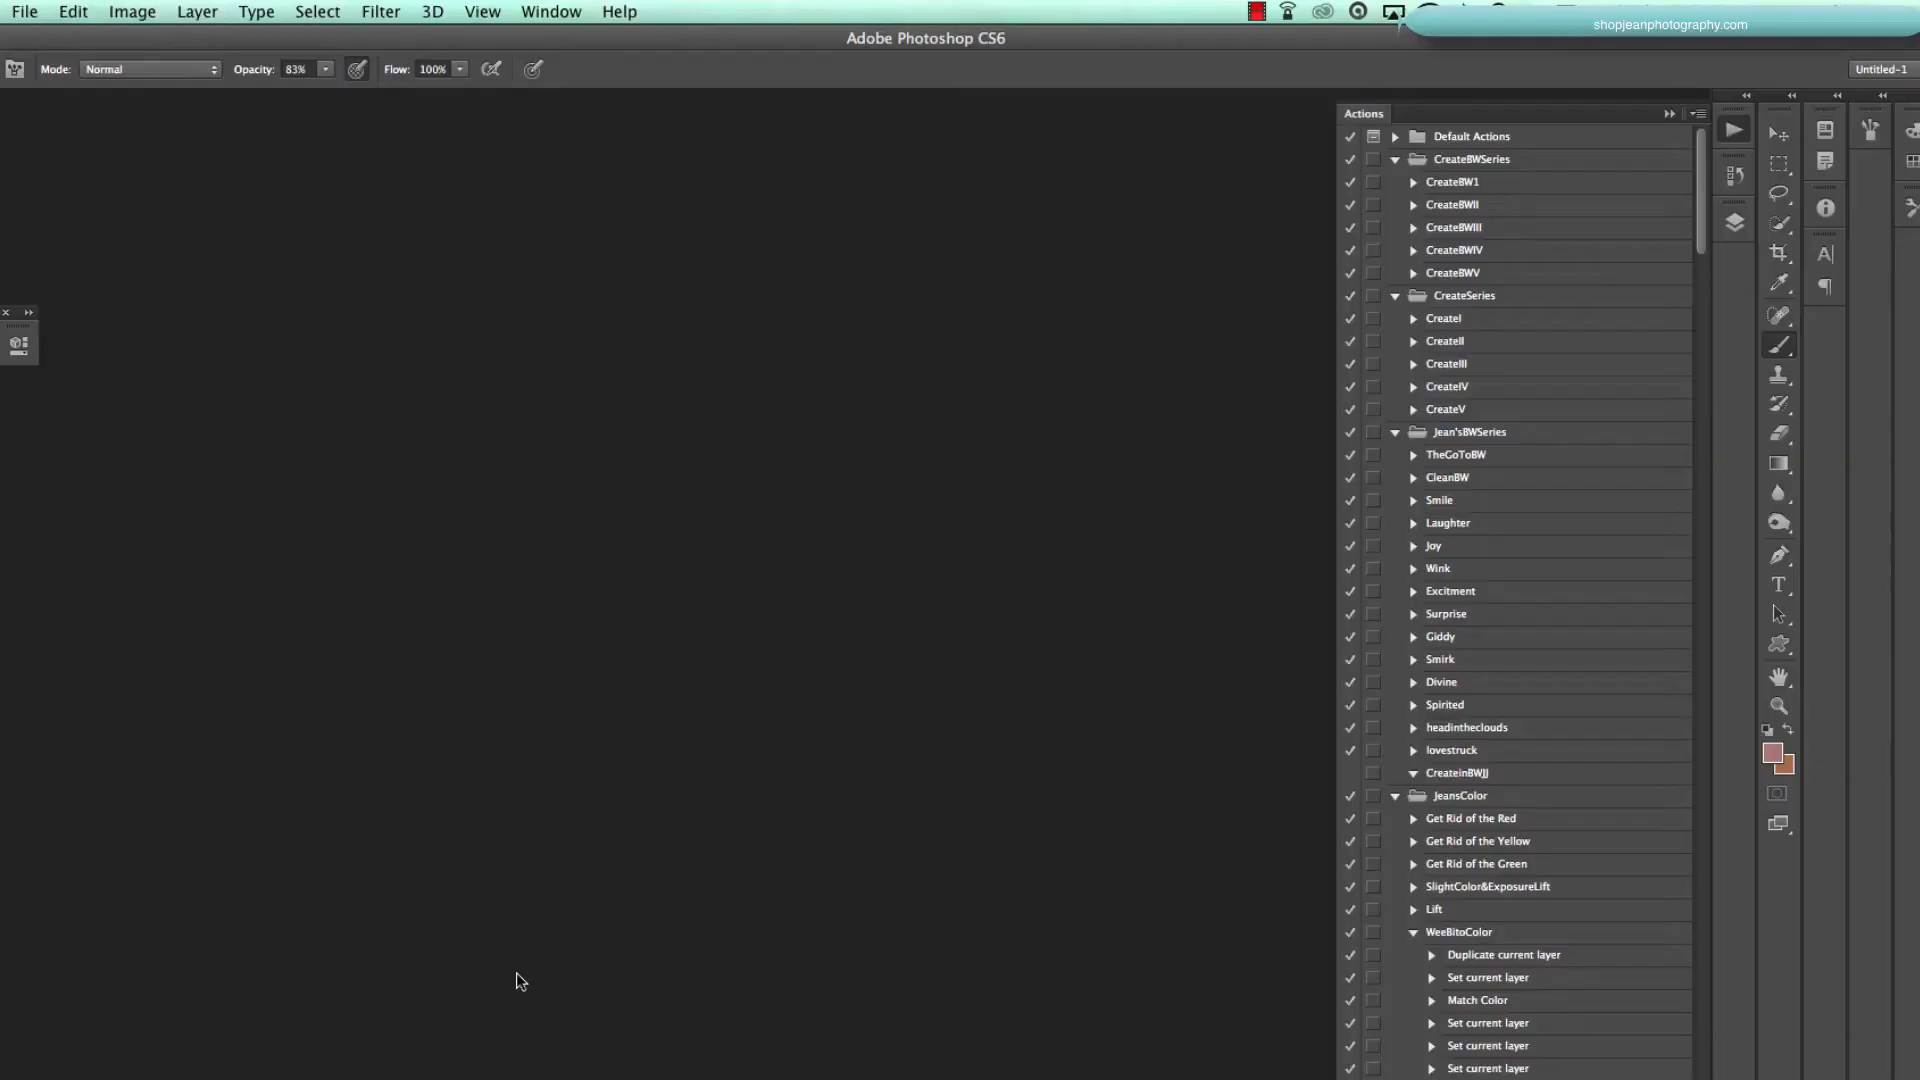 File Edit Image Layer Type Select Filter 3D View Window Help
shopjeanphotography.com
Adobe Photoshop CS6
Mode: Normal Opacity: 83% Flow: 100% Untitled-1
Actions
Default Actions
CreateBWSeries
CreateBW1
CreateBWII
CreateBWIII
CreateBWIV
CreateBWV
CreateSeries
CreateI
CreateII
CreateIII
CreateIV
CreateV
Jean'sBWSeries
TheGoToBW
CleanBW
Smile
Laughter
Joy
Wink
Excitment
Surprise
Giddy
Smirk
Divine
Spirited
headintheclouds
lovestruck
CreateinBWJJ
JeansColor
Get Rid of the Red
Get Rid of the Yellow
Get Rid of the Green
SlightColor&ExposureLift
Lift
WeeBitoColor
Duplicate current layer
Set current layer
Match Color
Set current layer
Set current layer
Set current layer